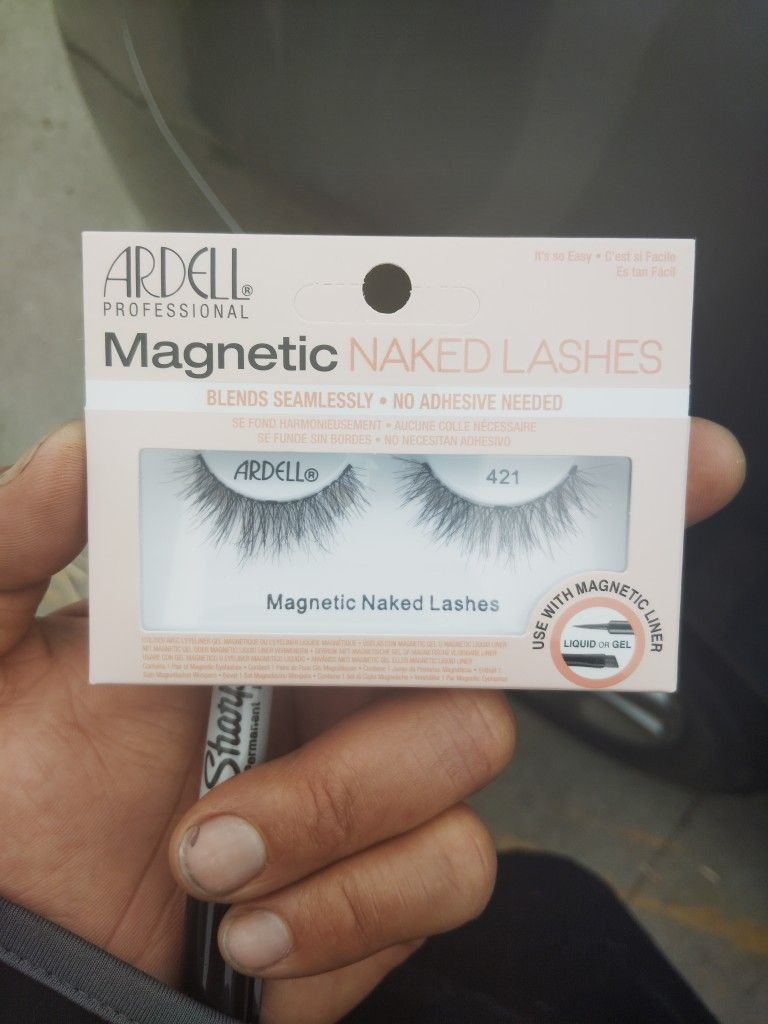 ARDELL®
PROFESSIONAL
It's so Easy • C'est si Facile
Es tan Fácil
Magnetic NAKED LASHES
BLENDS SEAMLESSLY • NO ADHESIVE NEEDED
SE FOND HARMONIEUSEMENT • AUCUNE COLLE NÉCESSAIRE
SE FUNDE SIN BORDES • NO NECESITAN ADHESIVO
ARDELL®
421
Magnetic Naked Lashes
USE WITH MAGNETIC LINER
LIQUID OR GEL
Sharp
Permanent